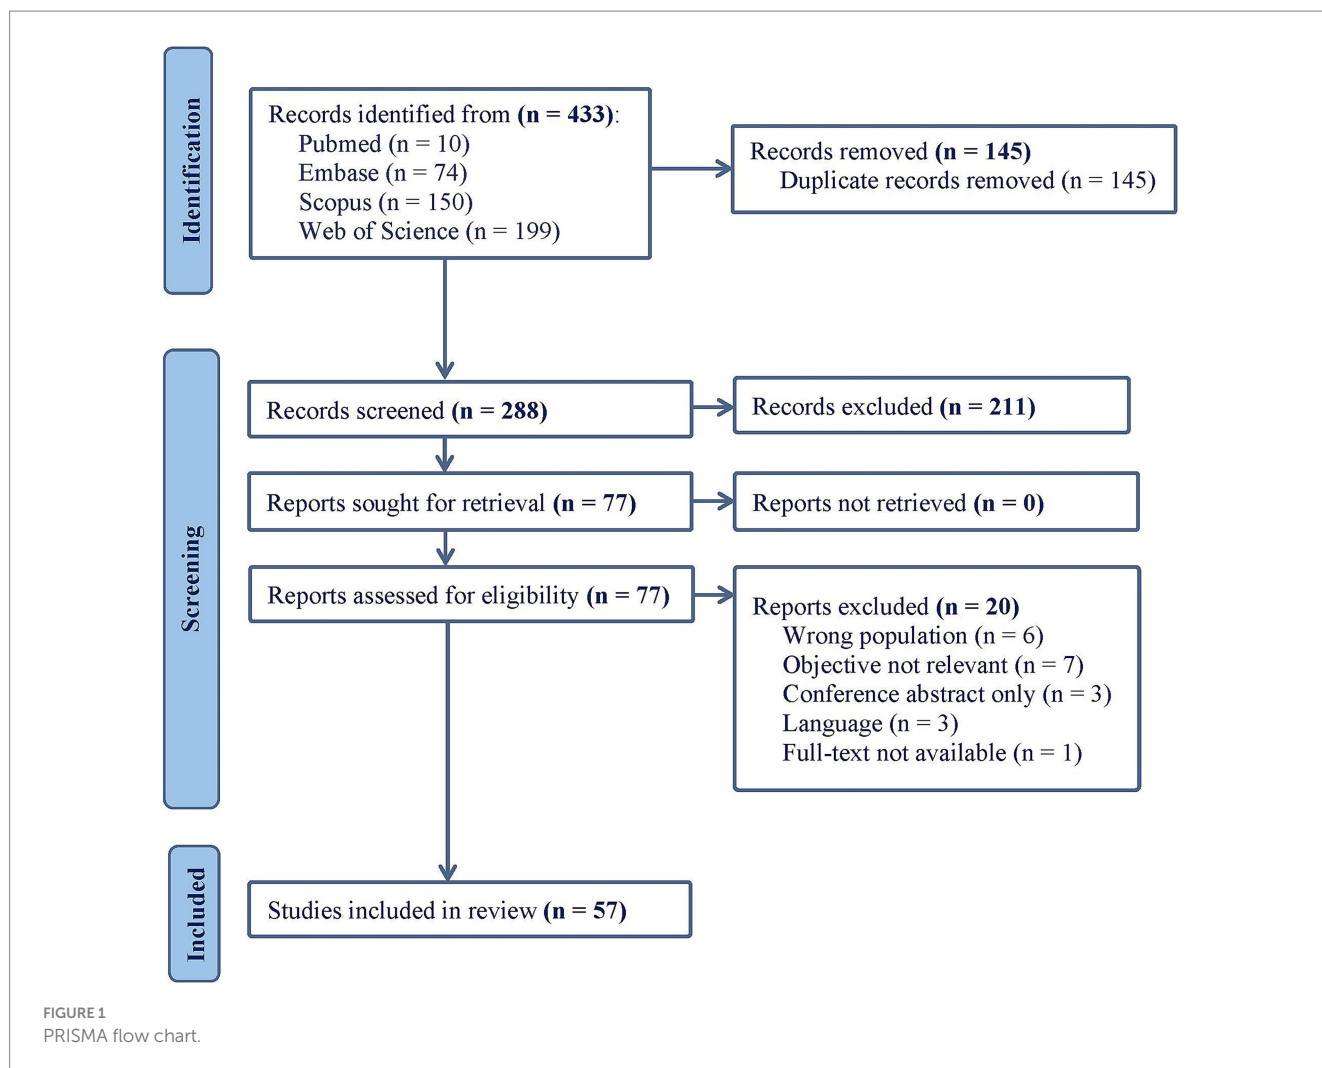 Identification
Records identified from (n = 433):
Pubmed (n = 10)
Embase (n = 74)
Scopus (n = 150)
Web of Science (n = 199)
Records removed (n = 145)
Duplicate records removed (n = 145)
Screening
Records screened (n = 288)
Records excluded (n = 211)
Reports sought for retrieval (n = 77)
Reports not retrieved (n = 0)
Reports assessed for eligibility (n = 77)
Reports excluded (n = 20)
Wrong population (n = 6)
Objective not relevant (n = 7)
Conference abstract only (n = 3)
Language (n = 3)
Full-text not available (n = 1)
Included
Studies included in review (n = 57)
FIGURE 1
PRISMA flow chart.